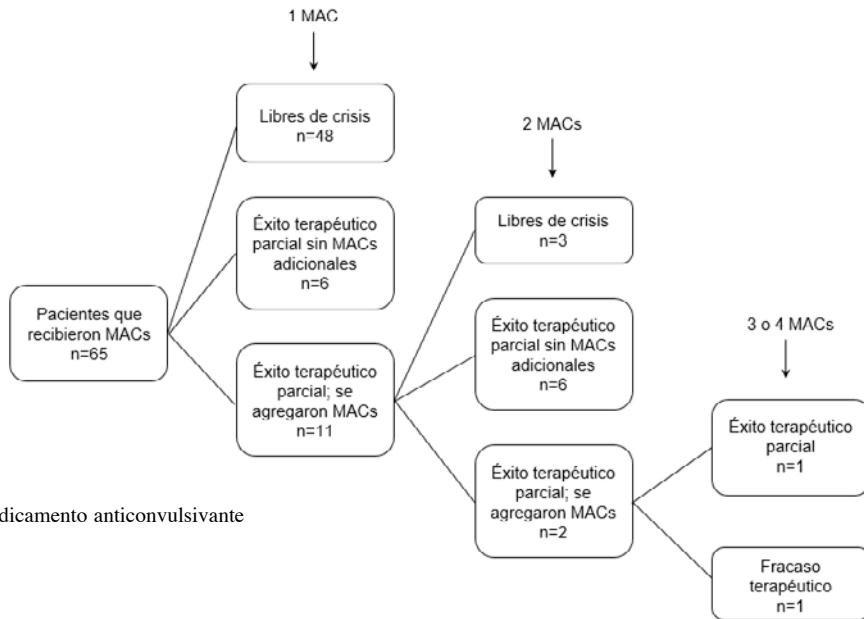 1 MAC
Libres de crisis
n=48
Éxito terapéutico
parcial sin MACs
adicionales
n=6
Pacientes que
recibieron MACs
n=65
Éxito terapéutico
parcial; se
agregaron MACs
n=11
2 MACs
Libres de crisis
n=3
Éxito terapéutico
parcial sin MACs
adicionales
n=6
Éxito terapéutico
parcial; se
agregaron MACs
n=2
3 o 4 MACs
Éxito terapéutico
parcial
n=1
Fracaso
terapéutico
n=1
dicamento anticonvulsivante